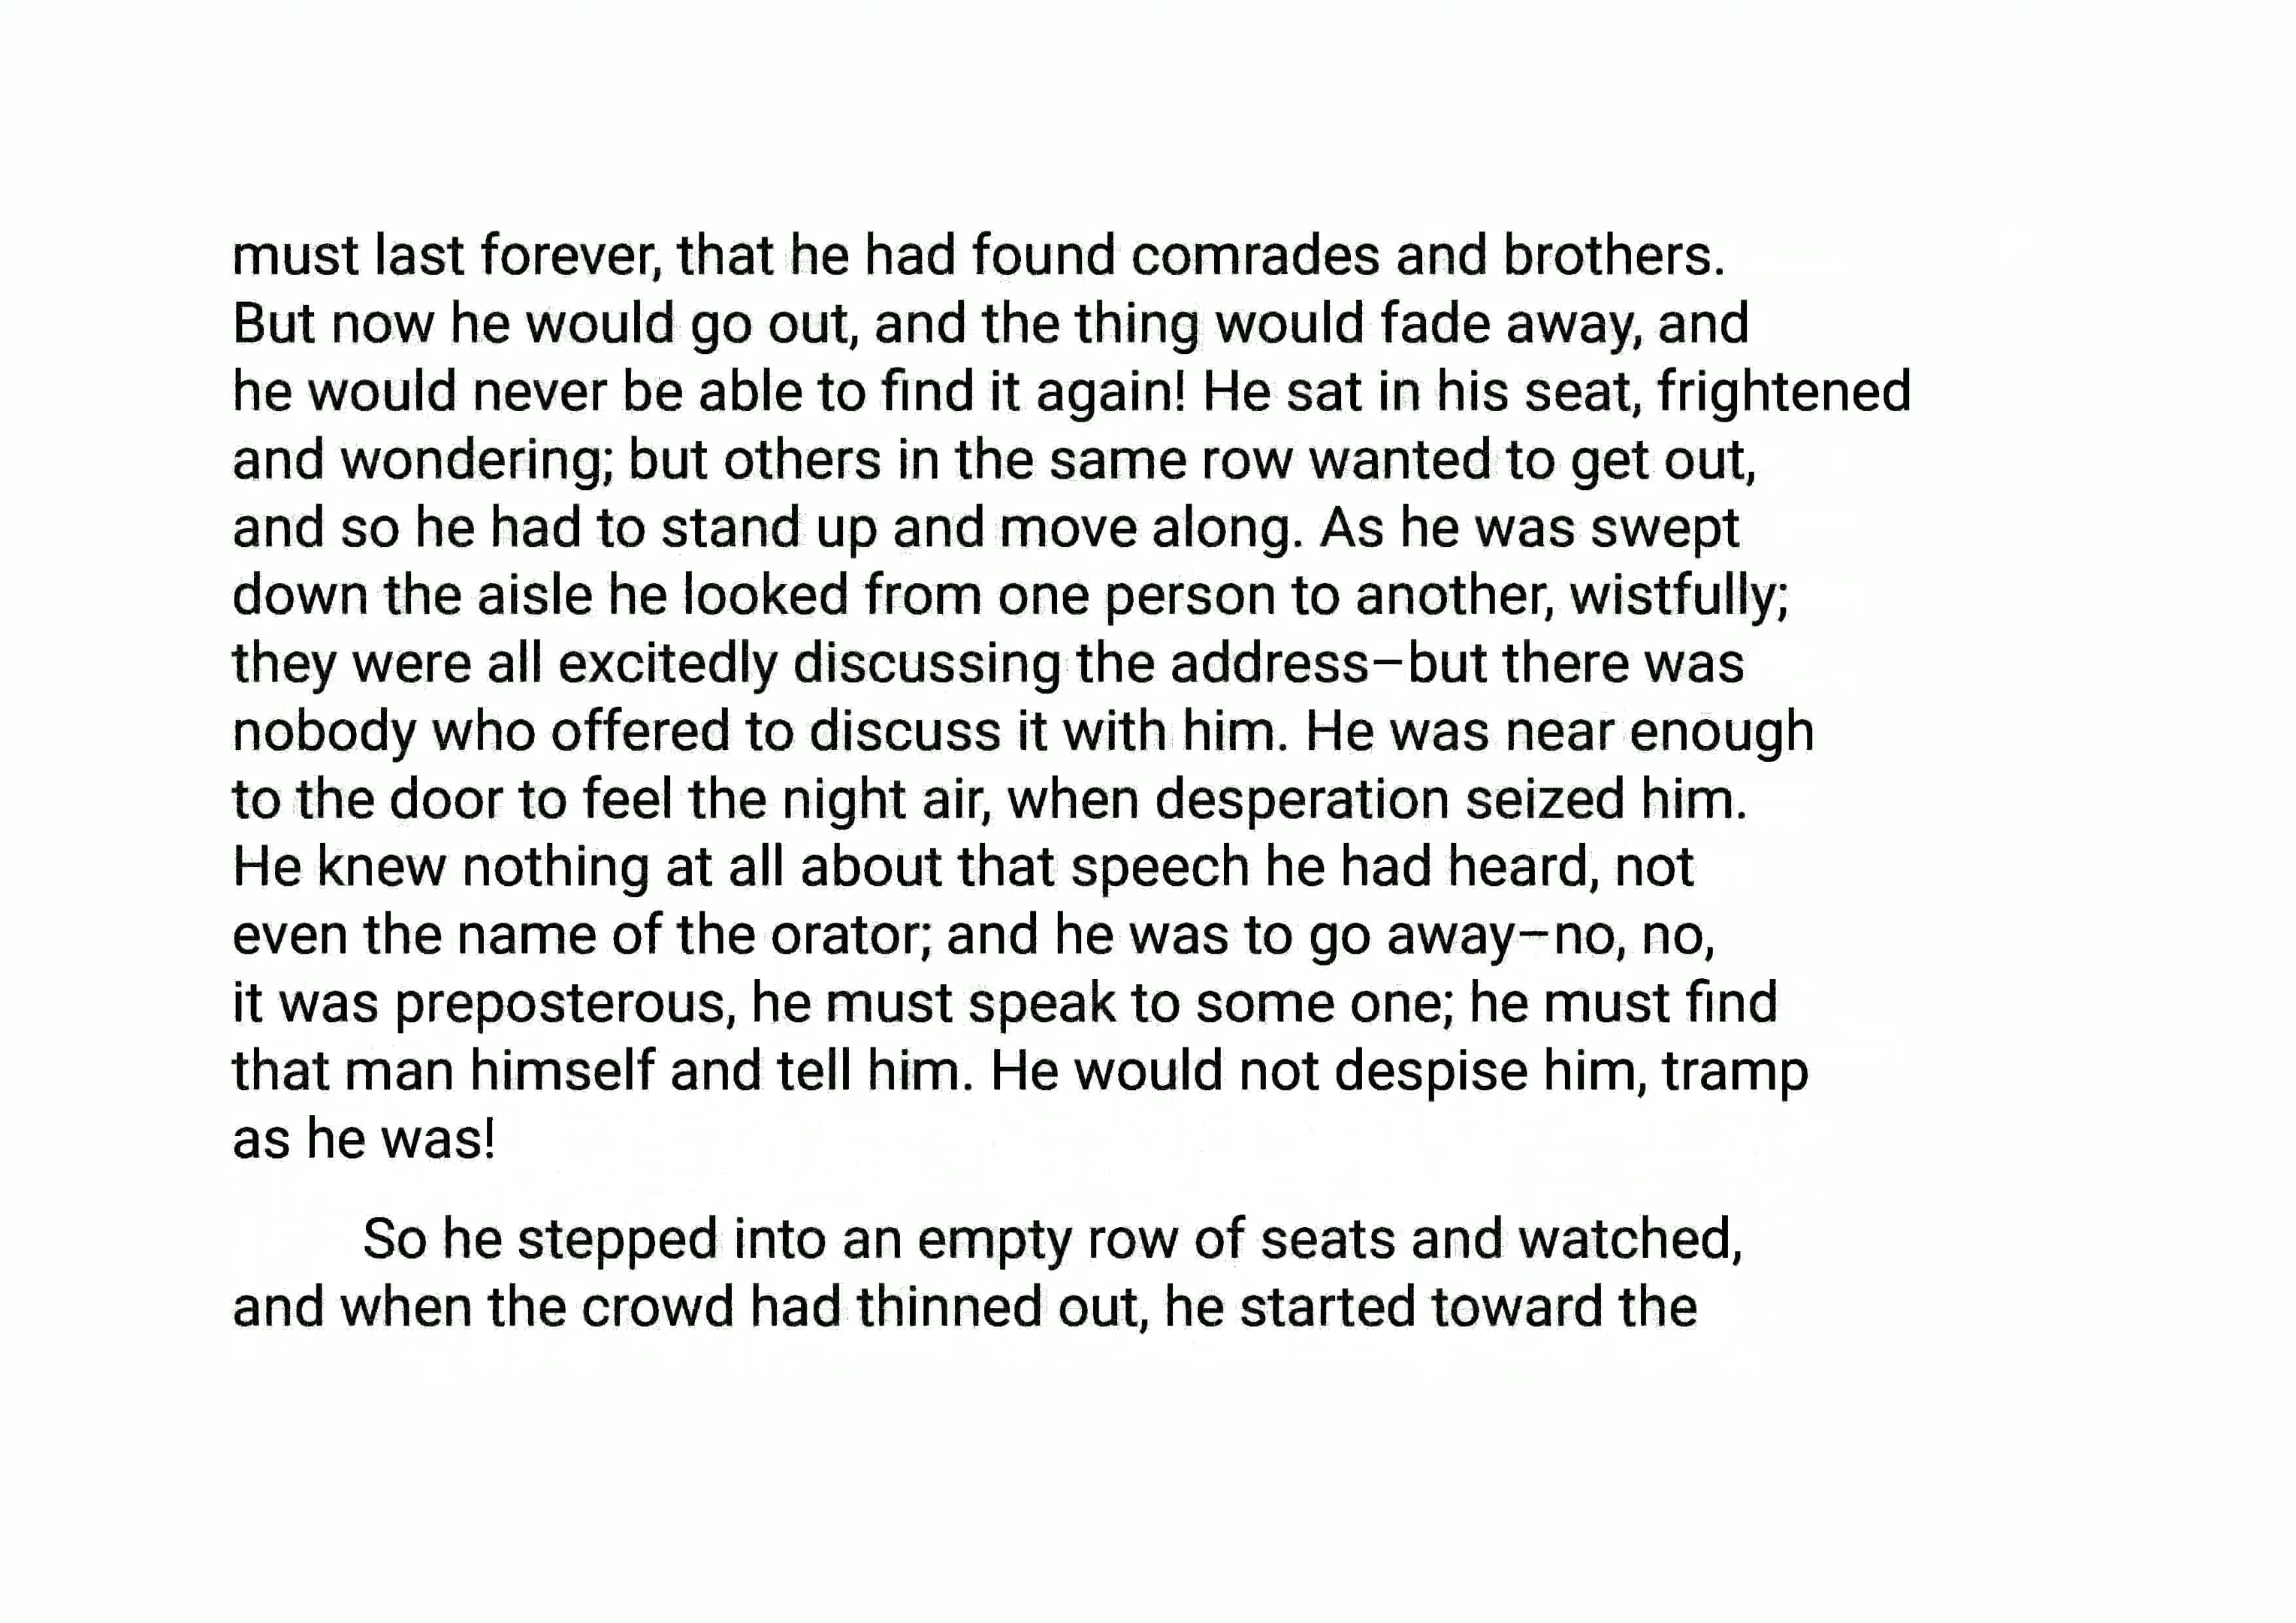 must last forever, that he had found comrades and brothers.
But now he would go out, and the thing would fade away, and
he would never be able to find it again! He sat in his seat, frightened
and wondering; but others in the same row wanted to get out,
and so he had to stand up and move along. As he was swept
down the aisle he looked from one person to another, wistfully;
they were all excitedly discussing the address–but there was
nobody who offered to discuss it with him. He was near enough
to the door to feel the night air, when desperation seized him.
He knew nothing at all about that speech he had heard, not
even the name of the orator; and he was to go away–no, no,
it was preposterous, he must speak to some one; he must find
that man himself and tell him. He would not despise him, tramp
as he was!
So he stepped into an empty row of seats and watched,
and when the crowd had thinned out, he started toward the